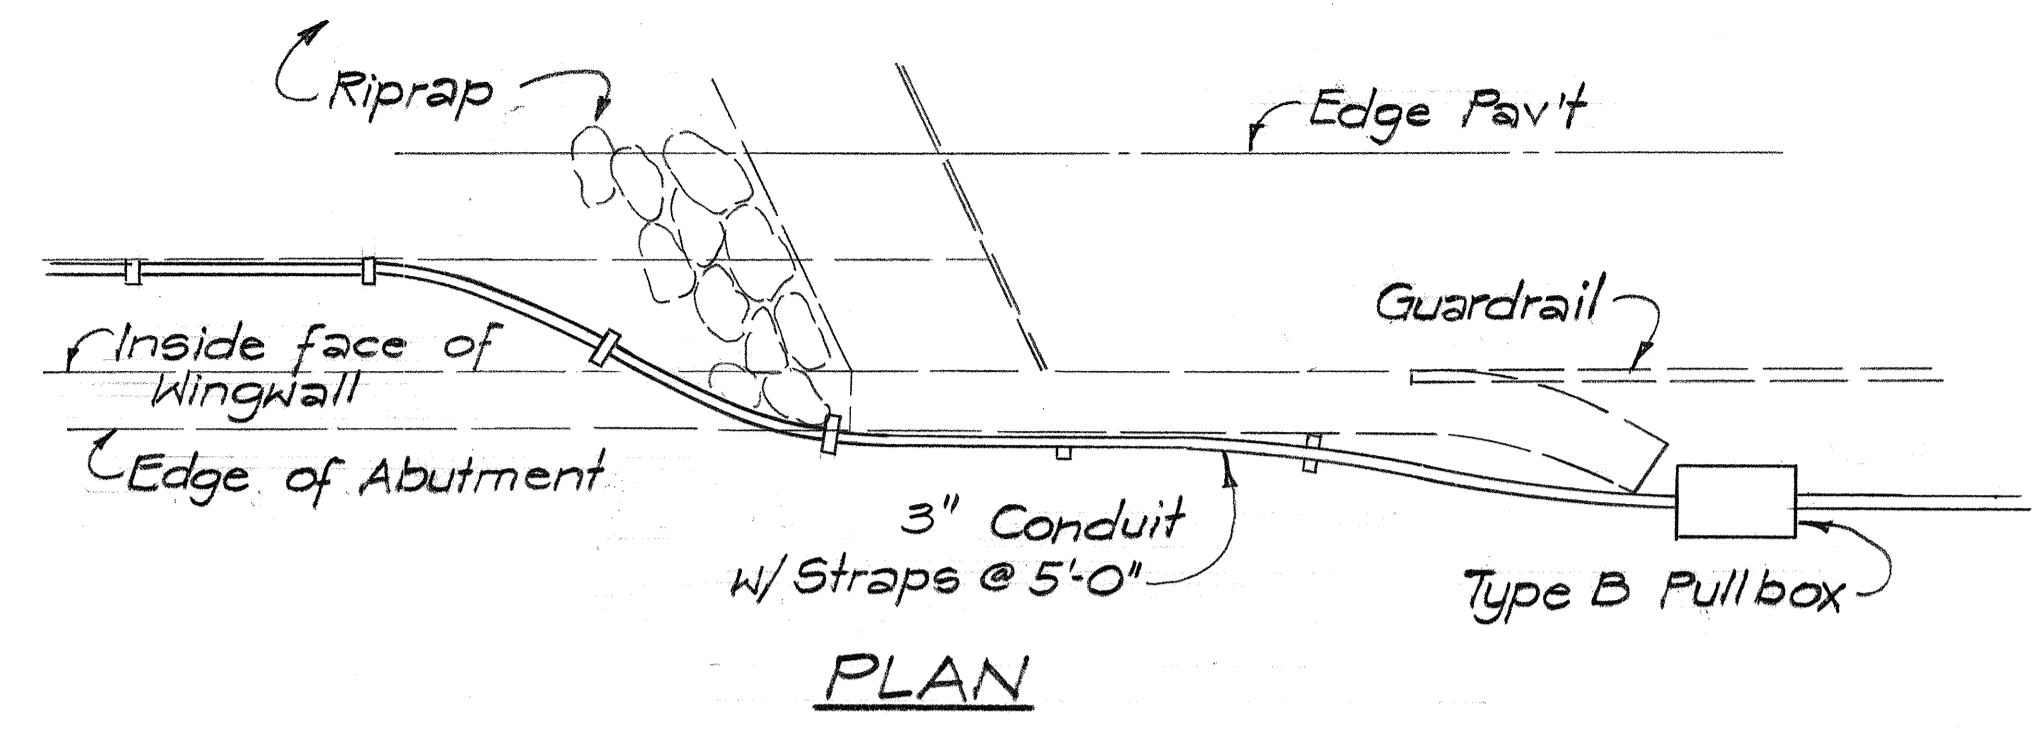 Riprap
Edge Pav't
Guardrail
Inside face of
Wingwall
Edge of Abutment
3" Conduit
w/ Straps @ 5'-0"
Type B Pullbox
PLAN